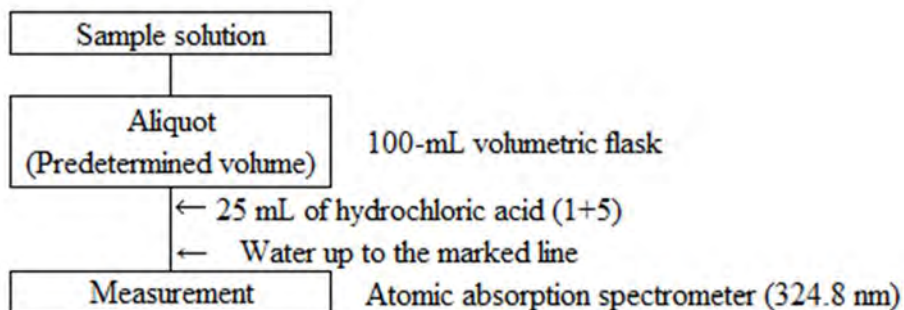 Sample solution
Aliquot
(Predetermined volume)
100-mL volumetric flask
← 25 mL of hydrochloric acid (1+5)
← Water up to the marked line
Measurement
Atomic absorption spectrometer (324.8 nm)